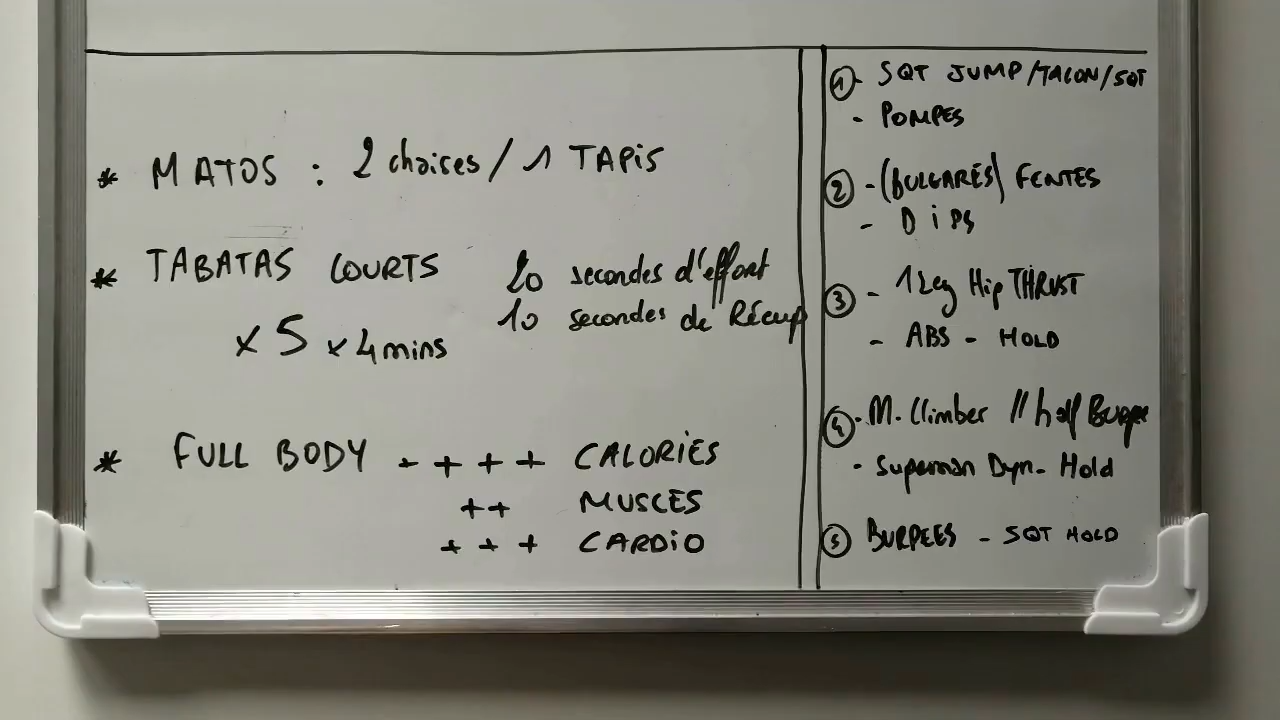 * MATOS : 2 chaises / 1 TAPiS
* TABATAS COURTS 20 secondes d'effort
10 secondes de Récup
x 5 x 4 mins
* FULL BODY - + + + CALORiES
++ MUSCES
+ + + CARDiO
① - SQT JUMP/TALON/SQT
- POMPES
② - (BULGARES) FENTES
- DiPS
③ - 1 Leg Hip THRUST
- ABS - HOLD
④ - M. Climber // half Burpee
- Superman Dyn - Hold
⑤ BURPEES - SQT HOLD